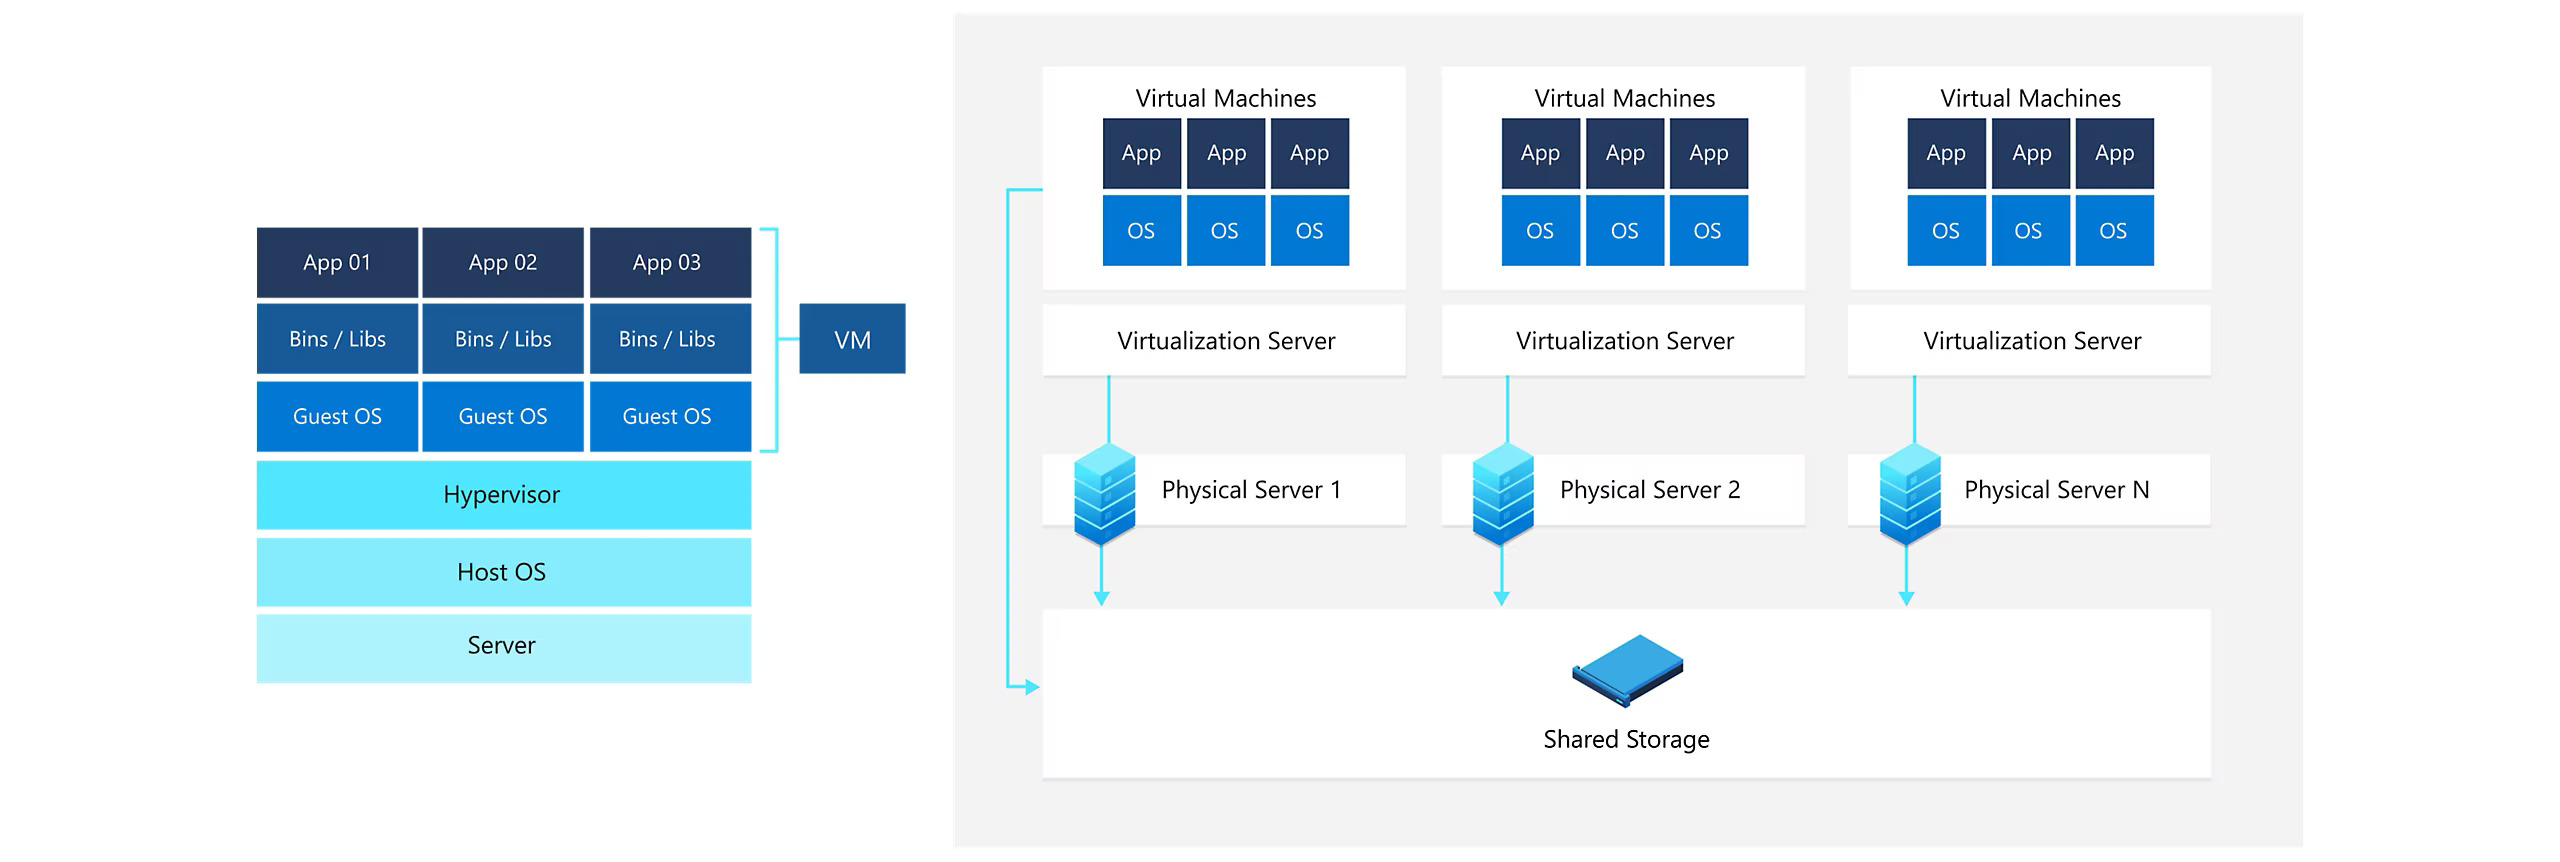 App 01 App 02 App 03
Bins / Libs Bins / Libs Bins / Libs
VM
Guest OS Guest OS Guest OS
Hypervisor
Host OS
Server
Virtual Machines Virtual Machines Virtual Machines
App App App App App App App App App
OS OS OS OS OS OS OS OS OS
Virtualization Server Virtualization Server Virtualization Server
Physical Server 1 Physical Server 2 Physical Server N
Shared Storage